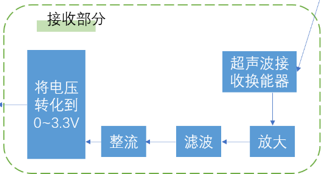 接收部分
将电压
转化到
0~3.3V
超声波接
收换能器
整流
滤波
放大